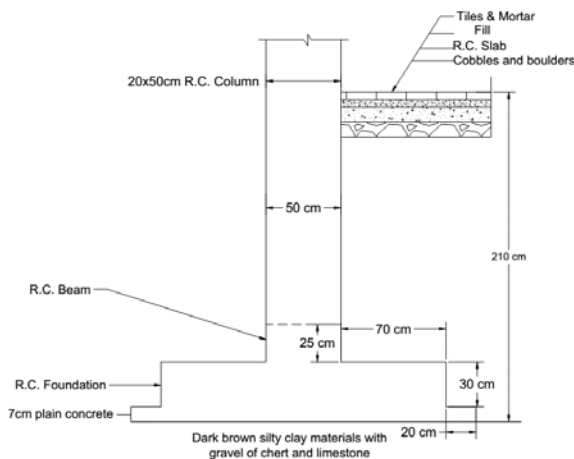 Tiles & Mortar
Fill
R.C. Slab
Cobbles and boulders
20x50cm R.C. Column
50 cm
210 cm
R.C. Beam
70 cm
25 cm
R.C. Foundation
30 cm
7cm plain concrete
20 cm
Dark brown silty clay materials with
gravel of chert and limestone